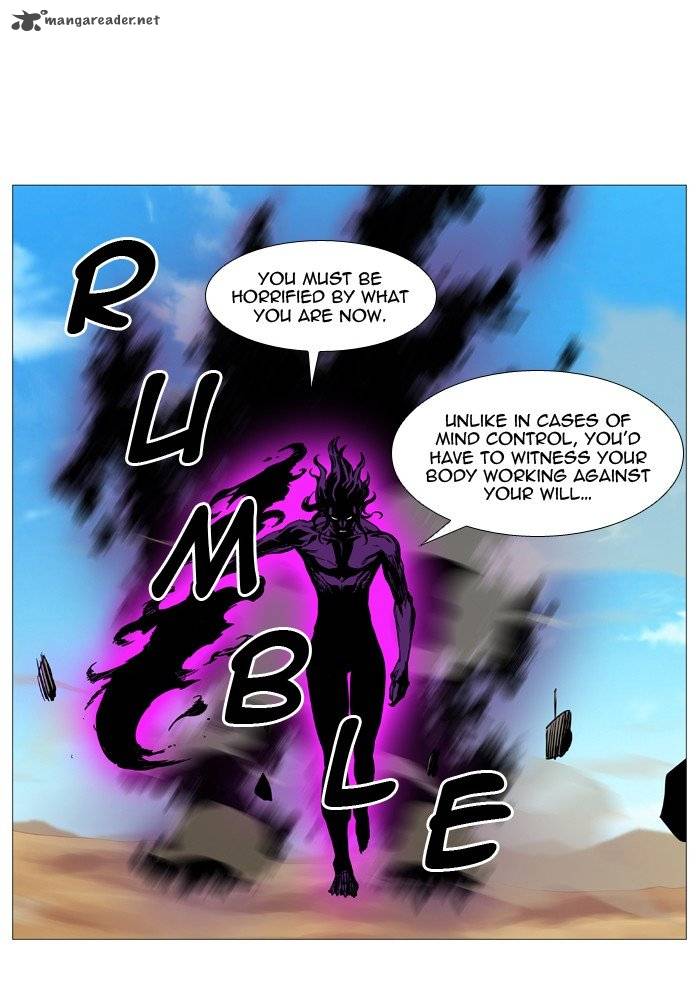 mangareader.net
YOU MUST BE
HORRIFIED BY WHAT
YOU ARE NOW.
UNLIKE IN CASES OF
MIND CONTROL, YOU'D
HAVE TO WITNESS YOUR
BODY WORKING AGAINST
YOUR WILL...
RUMBLE